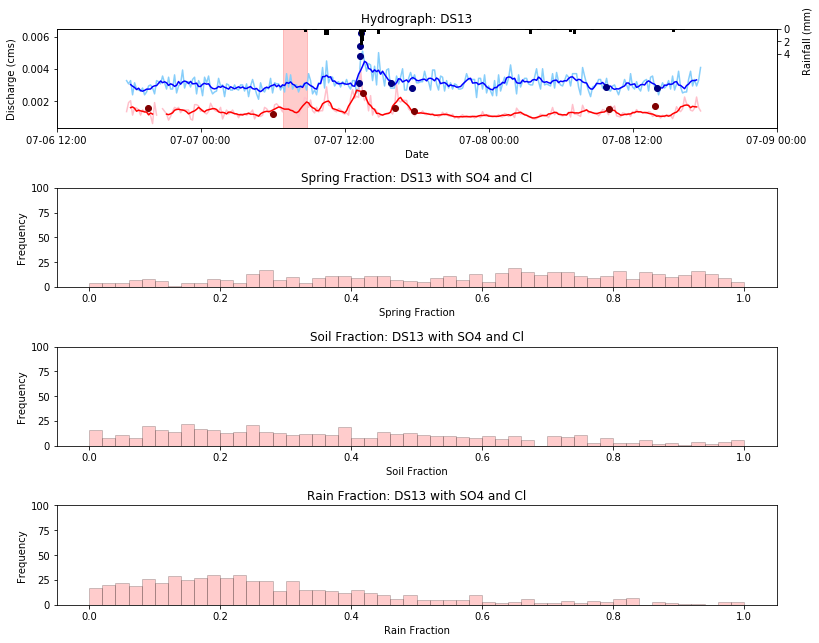 Hydrograph: DS13
0.006
0.004
0.002
Discharge (cms)
0
2
4
Rainfall (mm)
07-06 12:00 07-07 00:00 07-07 12:00 07-08 00:00 07-08 12:00 07-09 00:00
Date
Spring Fraction: DS13 with SO4 and Cl
100
75
50
25
0
Frequency
0.0 0.2 0.4 0.6 0.8 1.0
Spring Fraction
Soil Fraction: DS13 with SO4 and Cl
100
75
50
25
0
Frequency
0.0 0.2 0.4 0.6 0.8 1.0
Soil Fraction
Rain Fraction: DS13 with SO4 and Cl
100
75
50
25
0
Frequency
0.0 0.2 0.4 0.6 0.8 1.0
Rain Fraction